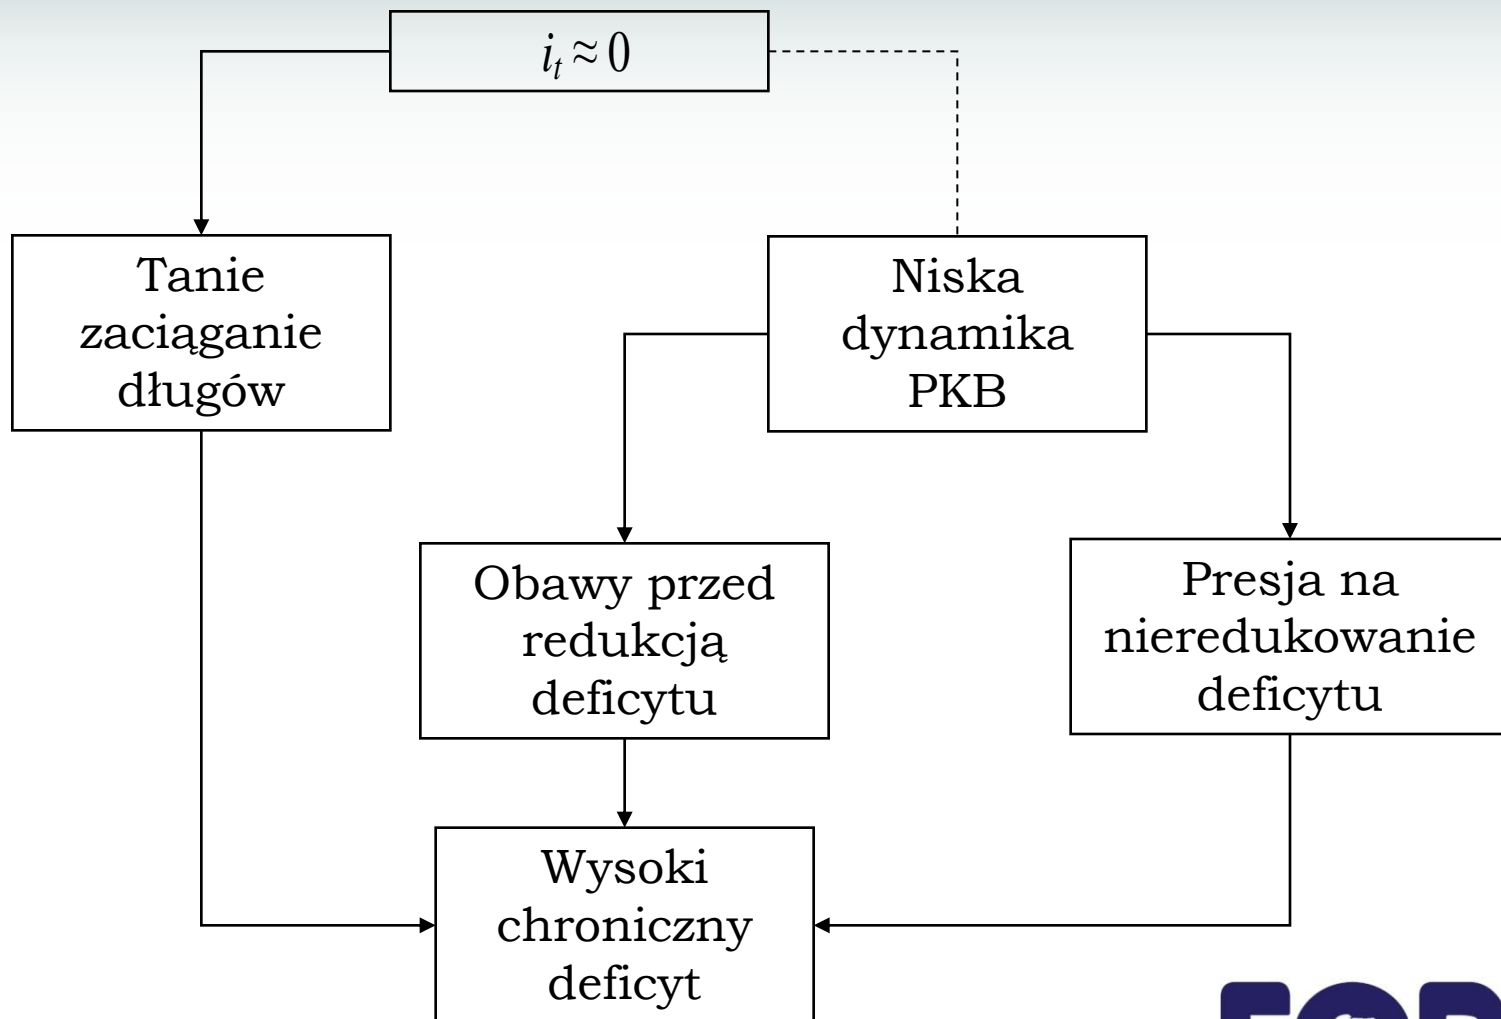 iₜ ≈ 0
Tanie
zaciąganie
długów
Niska
dynamika
PKB
Obawy przed
redukcją
deficytu
Presja na
nieredukowanie
deficytu
Wysoki
chroniczny
deficyt